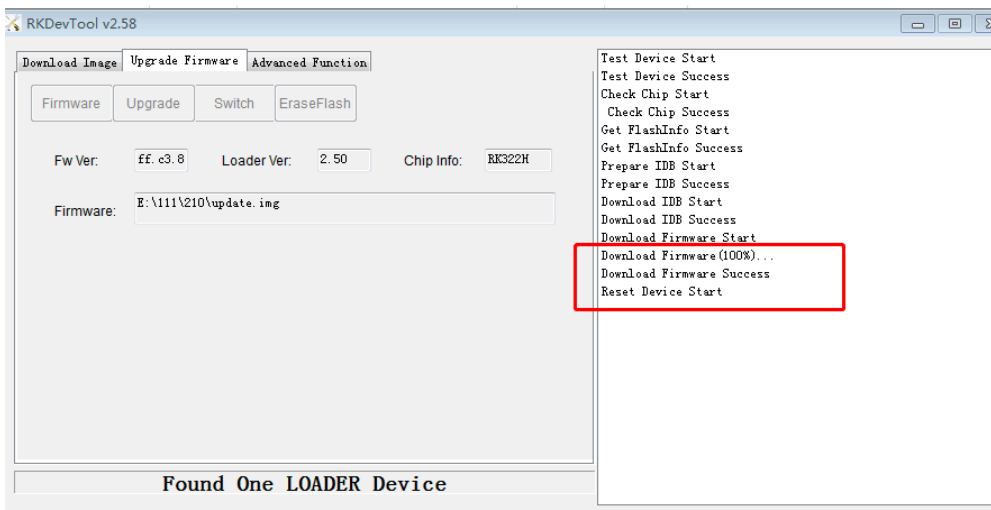 RKDevTool v2.58
Download Image Upgrade Firmware Advanced Function
Firmware Upgrade Switch EraseFlash
Fw Ver: ff.c3.8 Loader Ver: 2.50 Chip Info: RK322H
Firmware: E:\111\210\update.img
Found One LOADER Device
Test Device Start
Test Device Success
Check Chip Start
Check Chip Success
Get FlashInfo Start
Get FlashInfo Success
Prepare IDB Start
Prepare IDB Success
Download IDB Start
Download IDB Success
Download Firmware Start
Download Firmware(100%)...
Download Firmware Success
Reset Device Start